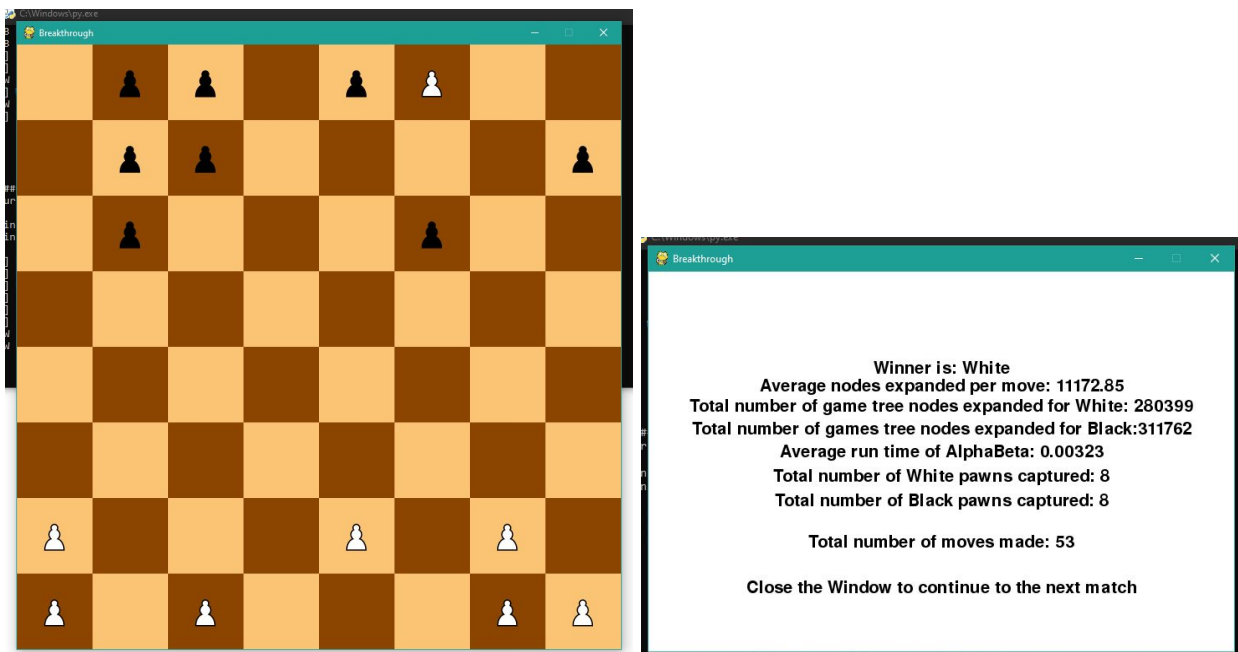 C:\Windows\py.exe
Breakthrough
C:\Windows\py.exe
Breakthrough
Winner is: White
Average nodes expanded per move: 11172.85
Total number of game tree nodes expanded for White: 280399
Total number of games tree nodes expanded for Black:311762
Average run time of AlphaBeta: 0.00323
Total number of White pawns captured: 8
Total number of Black pawns captured: 8
Total number of moves made: 53
Close the Window to continue to the next match